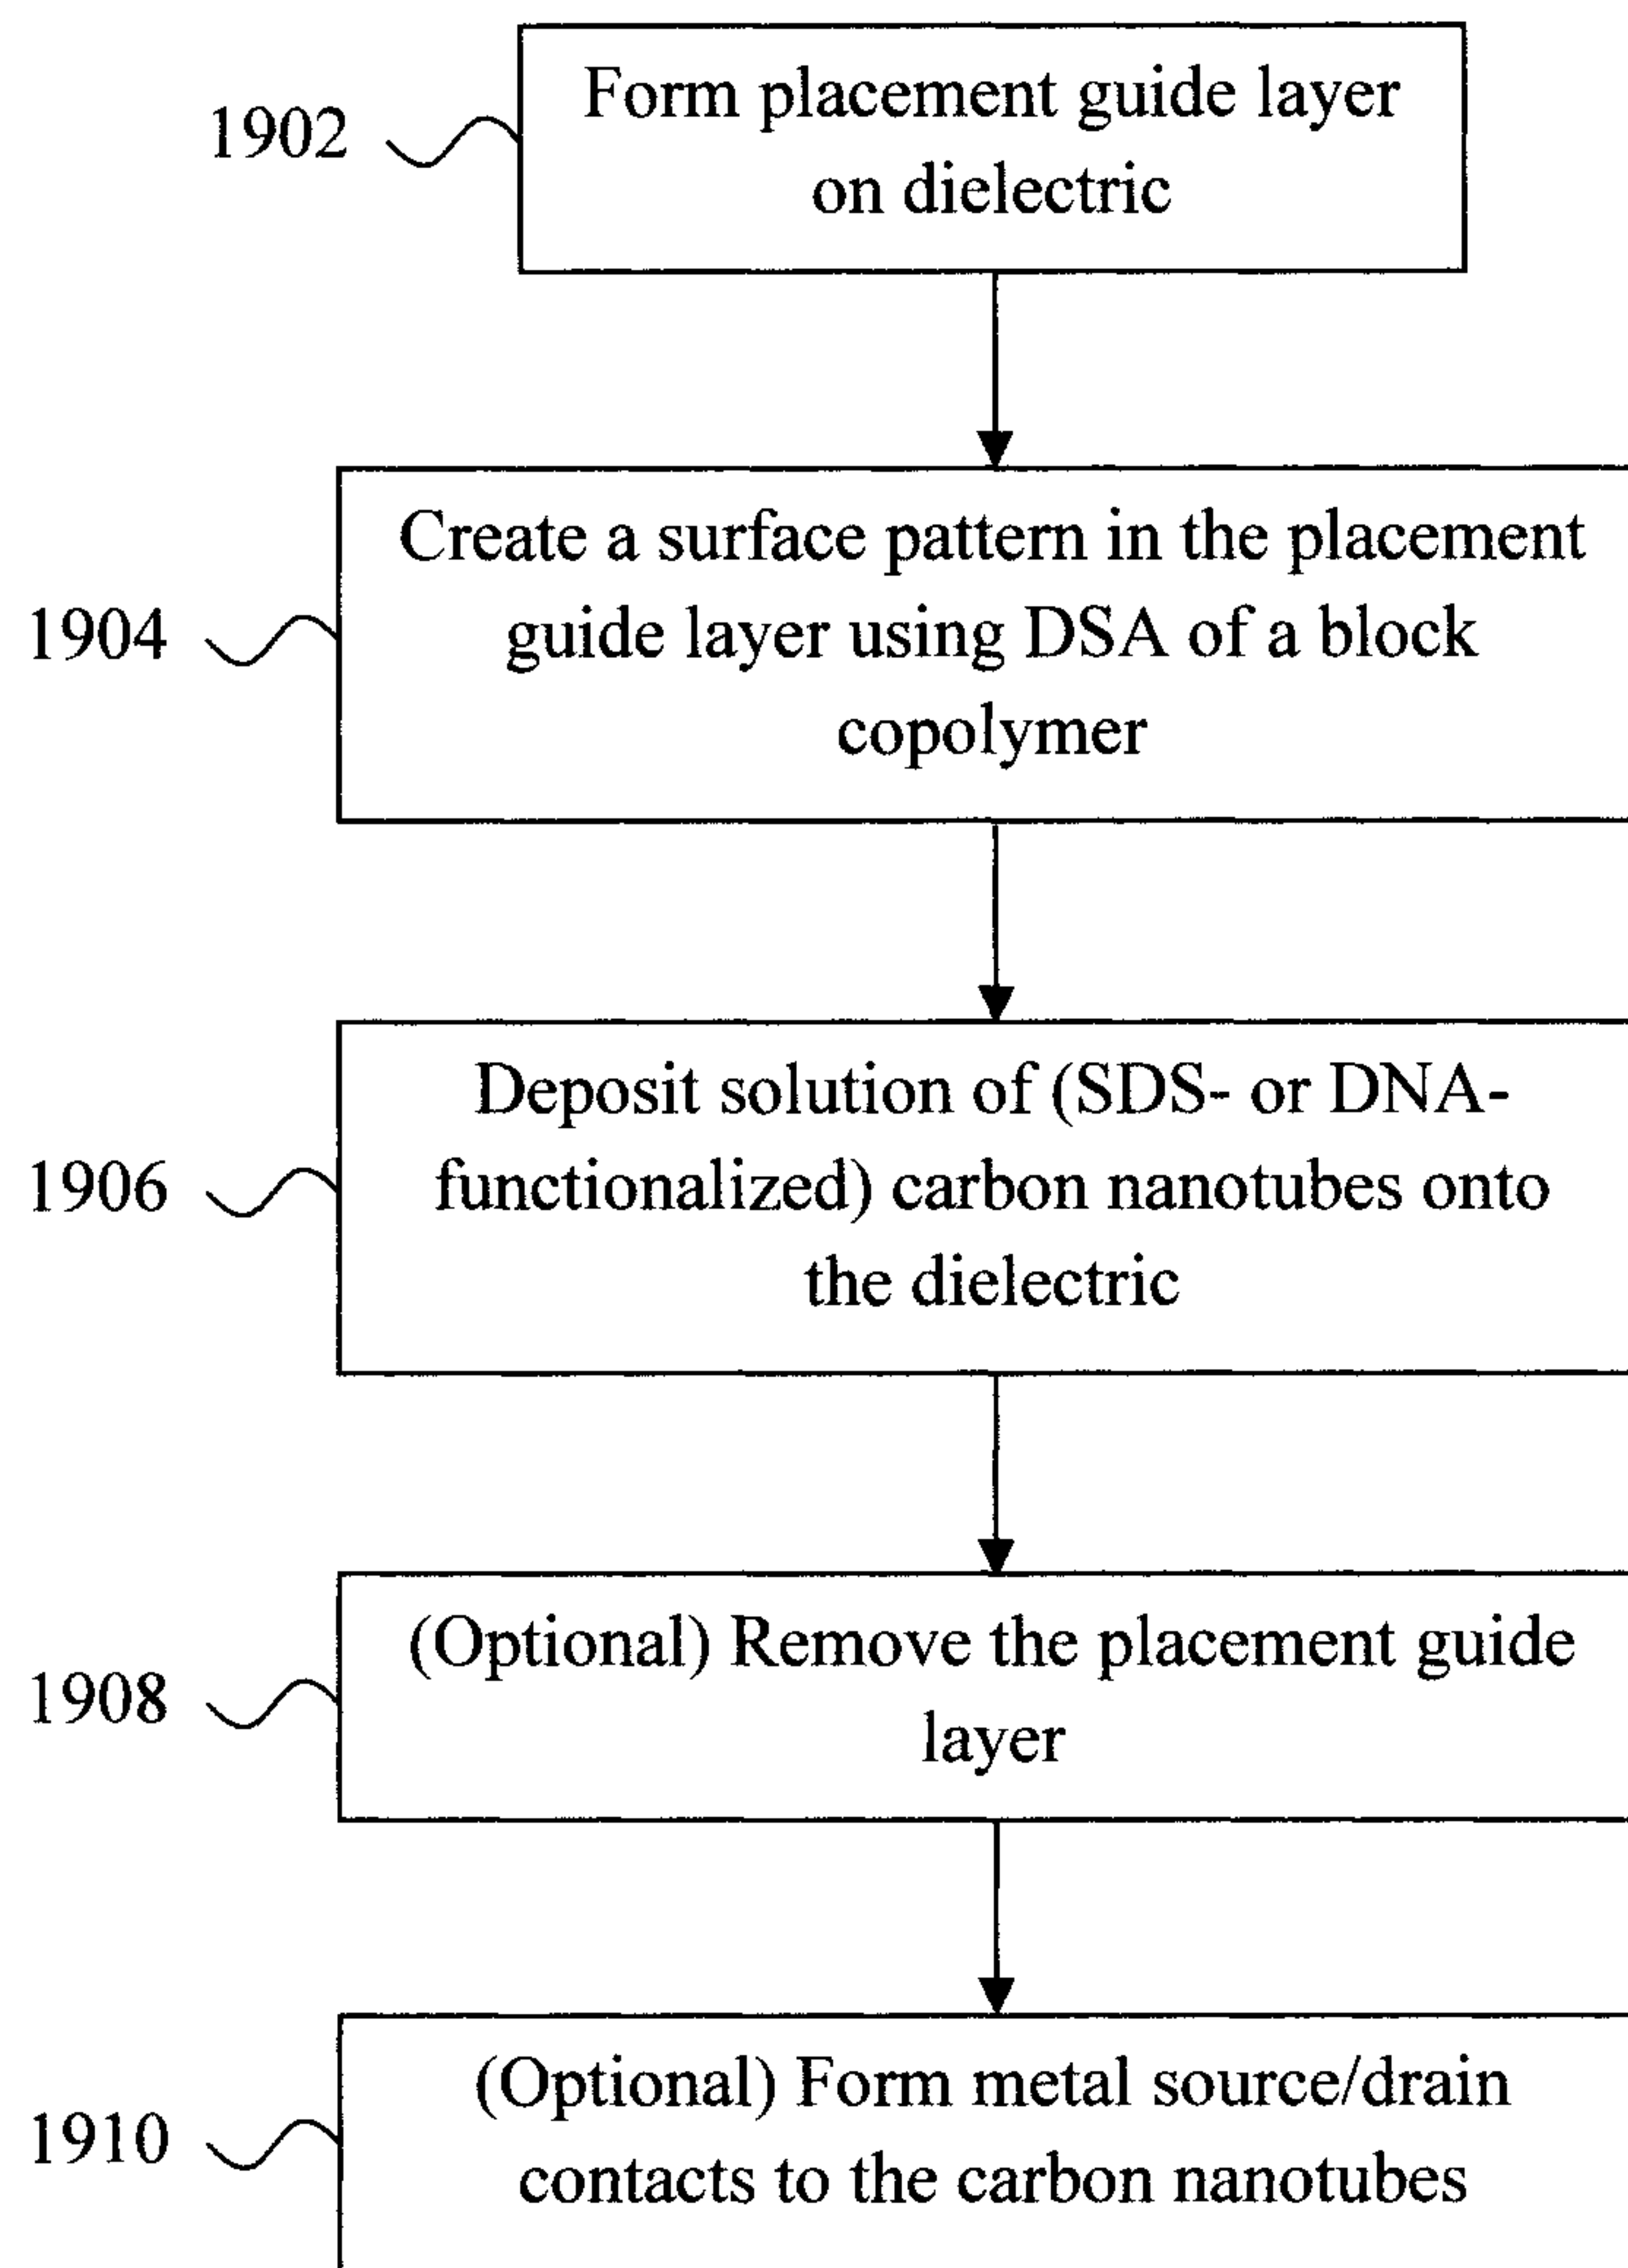 Form placement guide layer
1902
on dielectric
Create a surface pattern in the placement
1904
guide layer using DSA of a block
copolymer
Deposit solution of (SDS- or DNA-
1906
functionalized) carbon nanotubes onto
the dielectric
(Optional) Remove the placement guide
1908
layer
(Optional) Form metal source/drain
1910
contacts to the carbon nanotubes